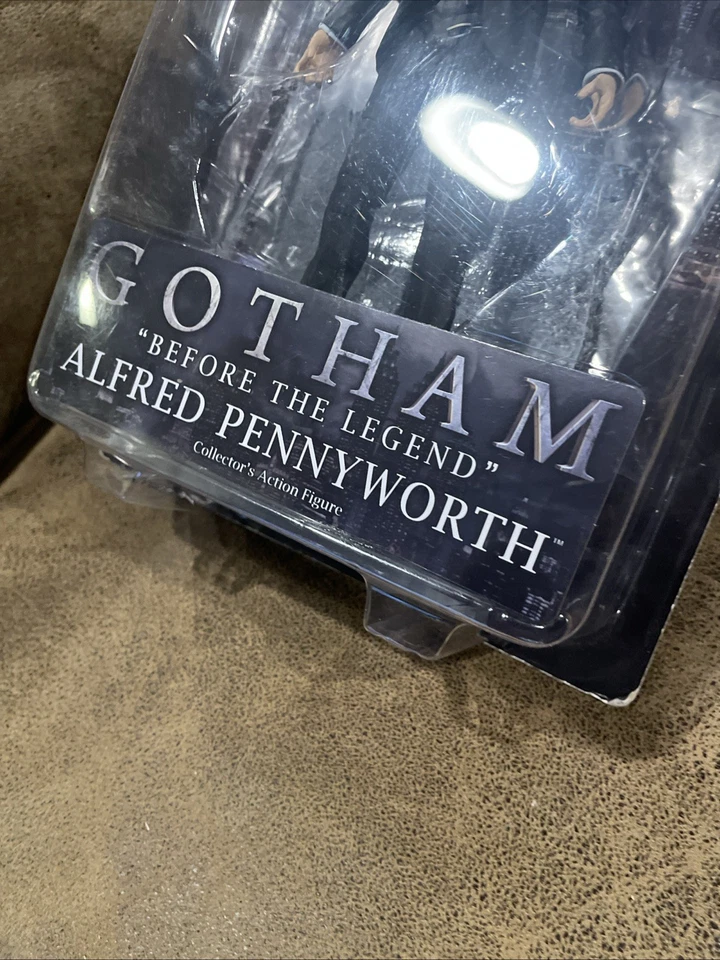 GOTHAM
“BEFORE THE LEGEND”
ALFRED PENNYWORTH™
Collector's Action Figure